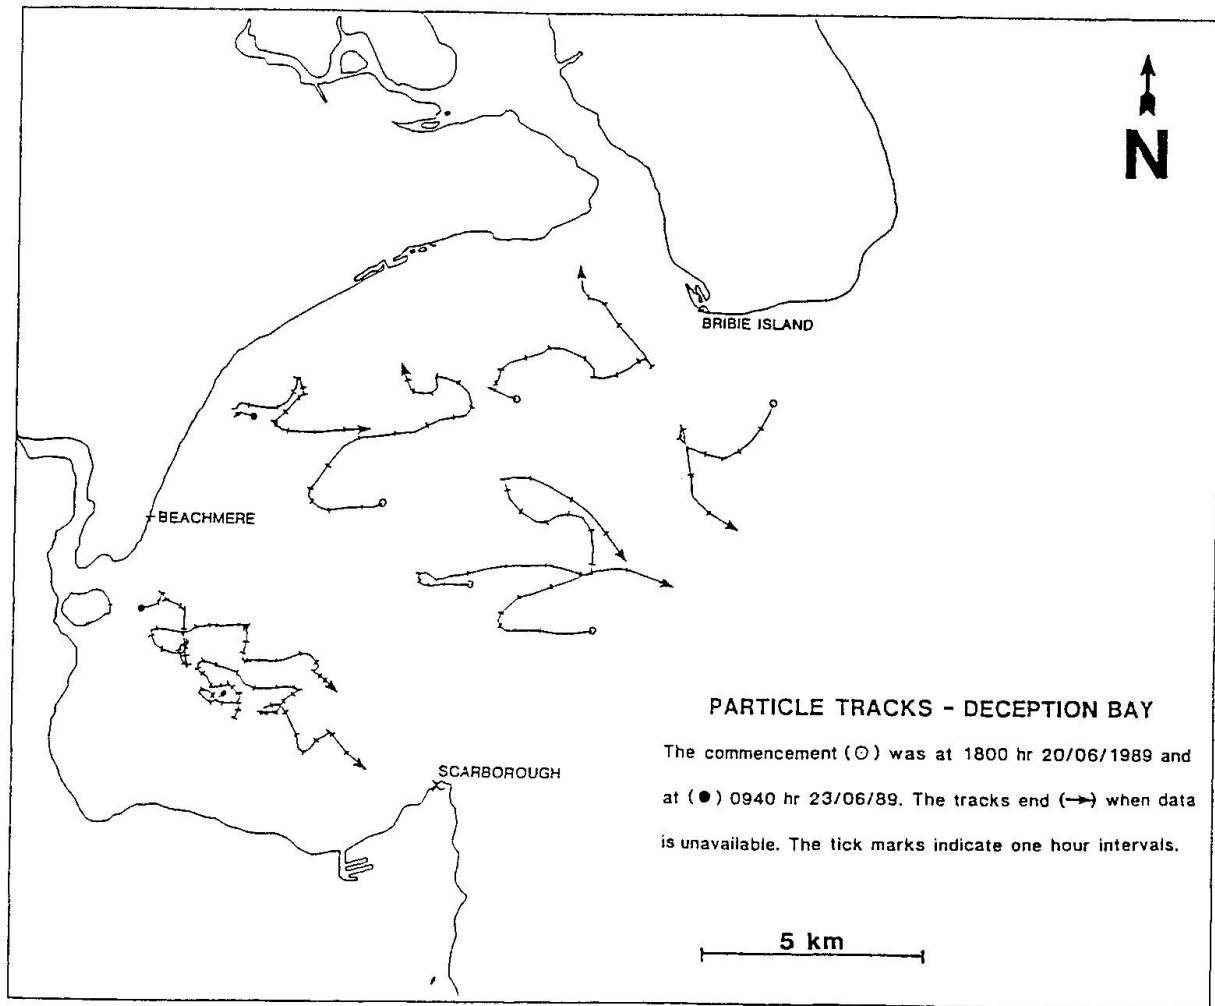 N
BRIBIE ISLAND
BEACHMERE
SCARBOROUGH
PARTICLE TRACKS - DECEPTION BAY
The commencement (⊙) was at 1800 hr 20/06/1989 and
at (●) 0940 hr 23/06/89. The tracks end (→) when data
is unavailable. The tick marks indicate one hour intervals.
5 km